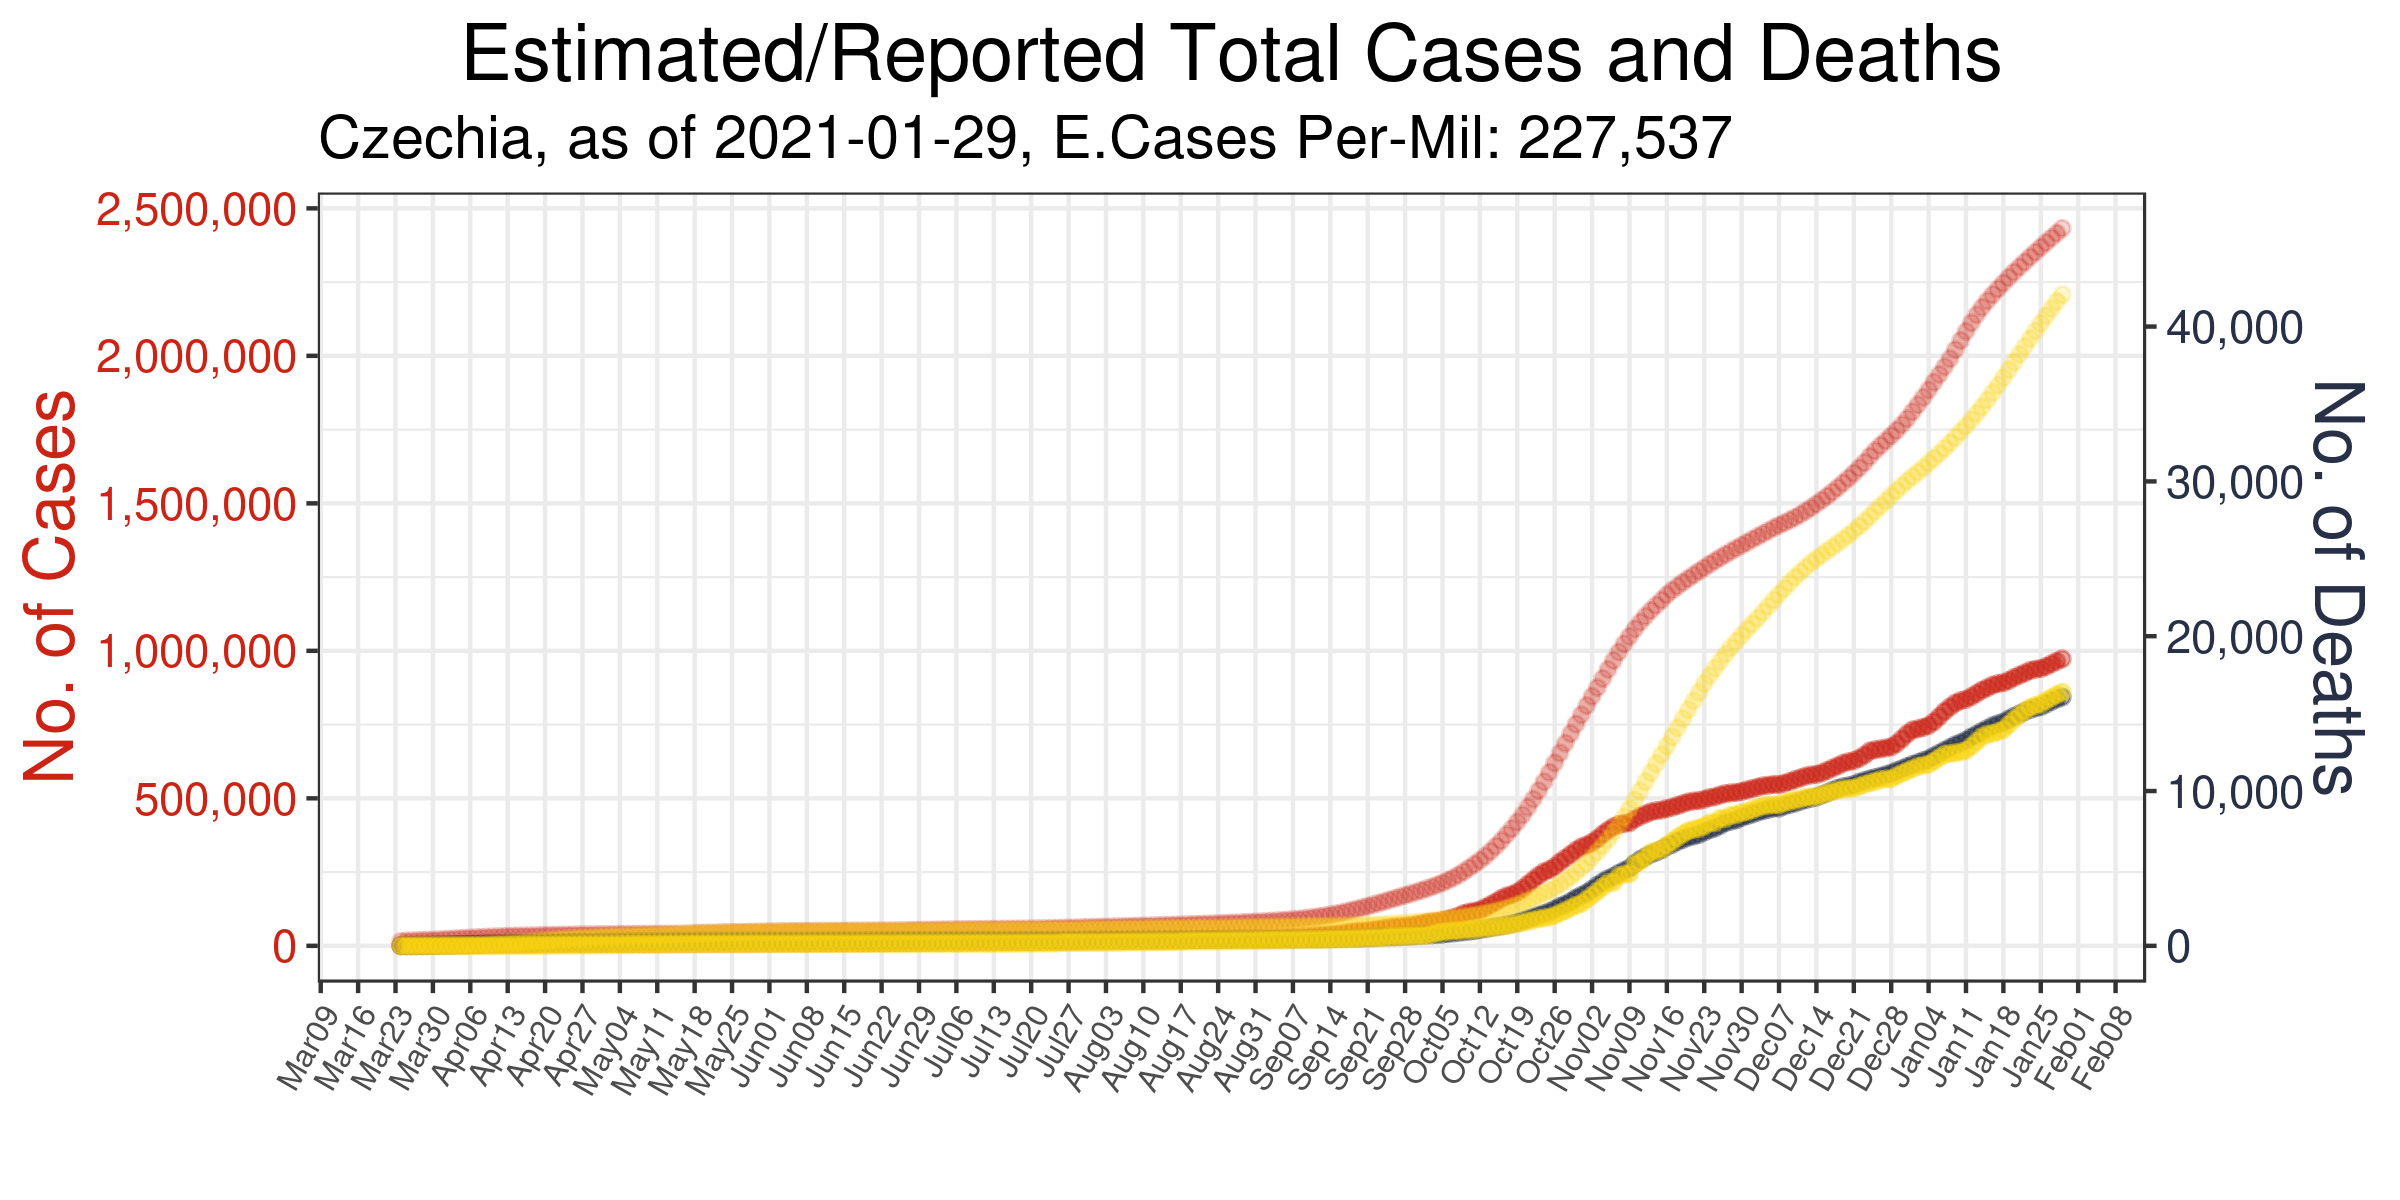 Estimated/Reported Total Cases and Deaths
Czechia, as of 2021-01-29, E.Cases Per-Mil: 227,537
No. of Cases
2,500,000
2,000,000
1,500,000
1,000,000
500,000
0
40,000
30,000
20,000
10,000
0
No. of Deaths
Mar09 Mar16 Mar23 Mar30 Apr06 Apr13 Apr20 Apr27 May04 May11 May18 May25 Jun01 Jun08 Jun15 Jun22 Jun29 Jul06 Jul13 Jul20 Jul27 Aug03 Aug10 Aug17 Aug24 Aug31 Sep07 Sep14 Sep21 Sep28 Oct05 Oct12 Oct19 Oct26 Nov02 Nov09 Nov16 Nov23 Nov30 Dec07 Dec14 Dec21 Dec28 Jan04 Jan11 Jan18 Jan25 Feb01 Feb08